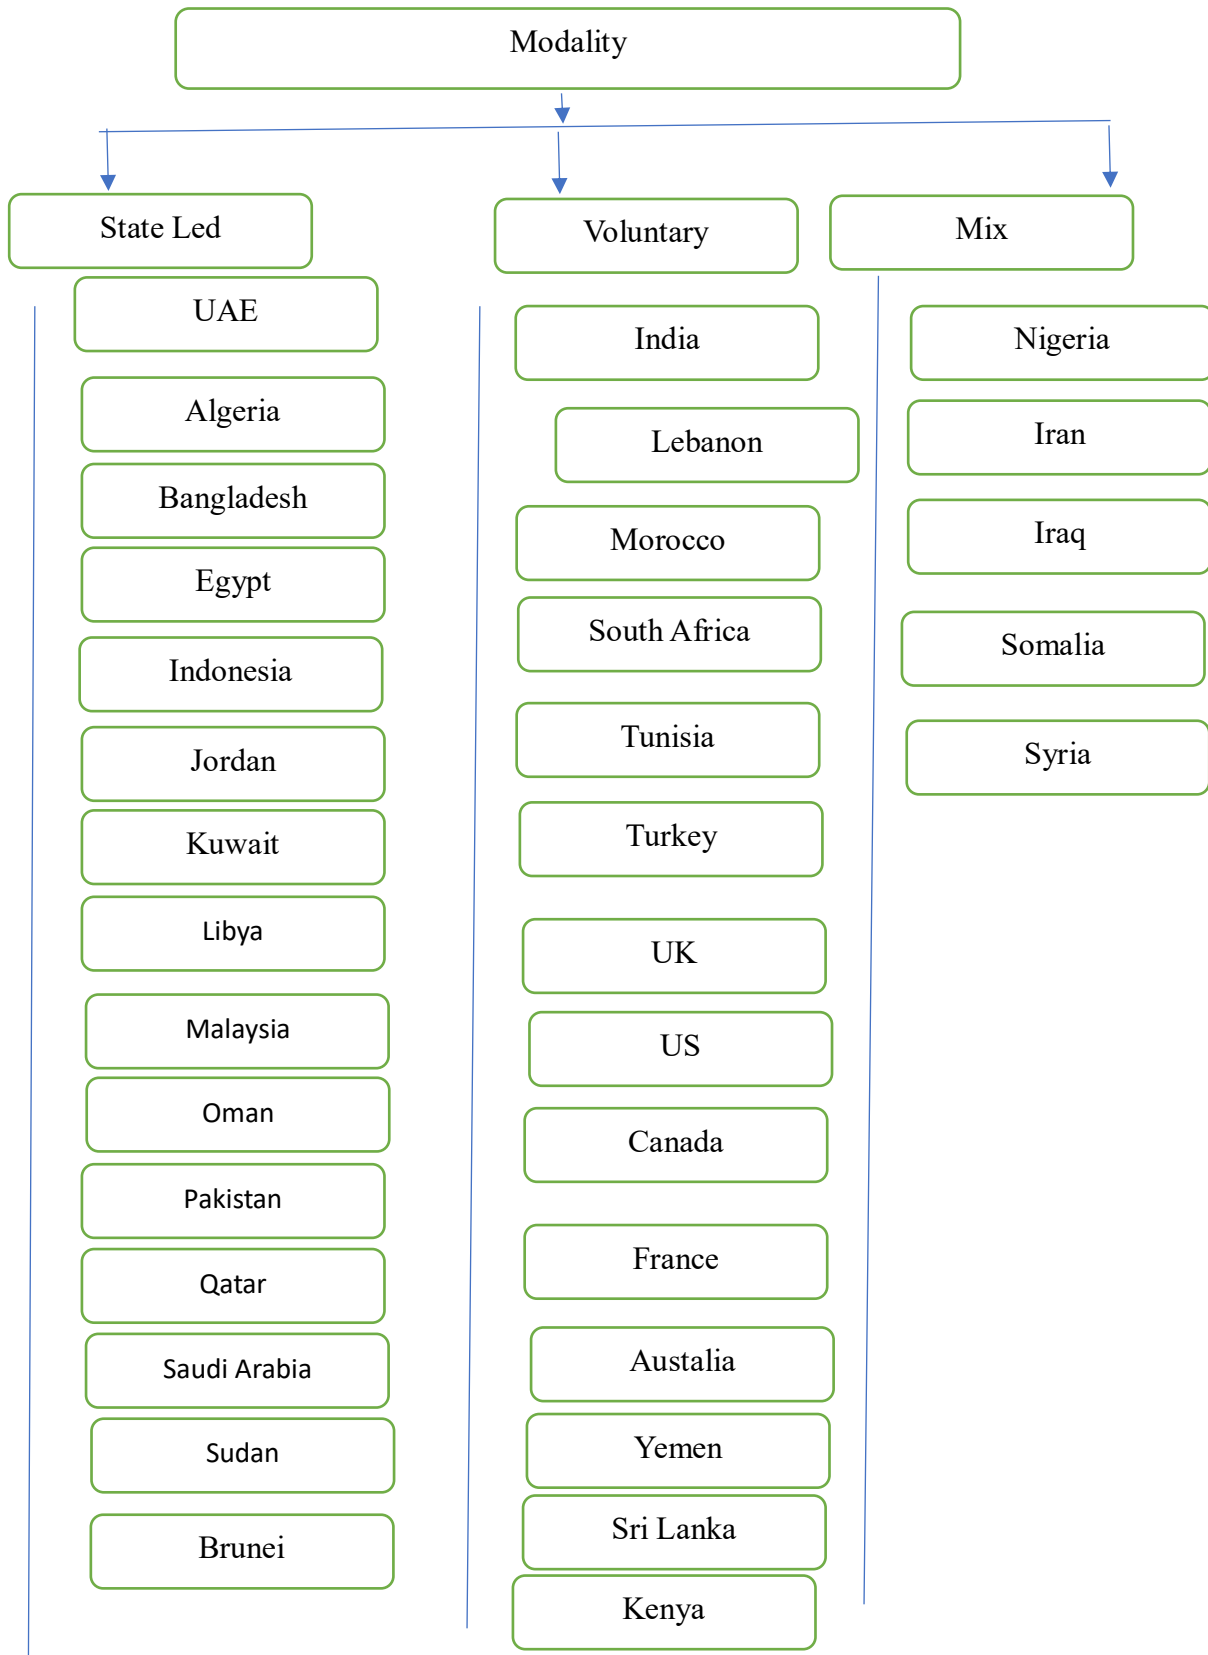 Modality
State Led
Voluntary
Mix
UAE
Algeria
Bangladesh
Egypt
Indonesia
Jordan
Kuwait
Libya
Malaysia
Oman
Pakistan
Qatar
Saudi Arabia
Sudan
Brunei
India
Lebanon
Morocco
South Africa
Tunisia
Turkey
UK
US
Canada
France
Austalia
Yemen
Sri Lanka
Kenya
Nigeria
Iran
Iraq
Somalia
Syria